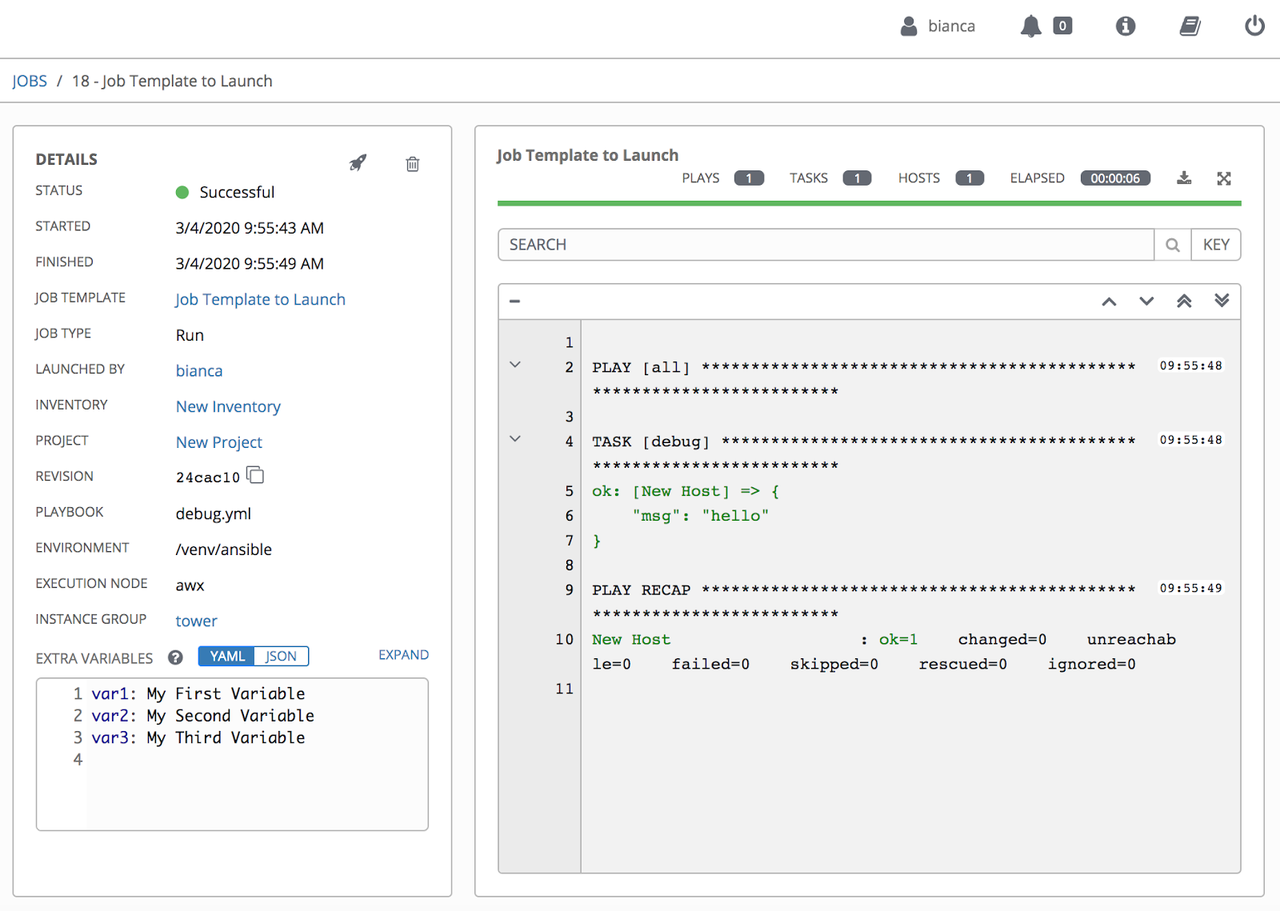 bianca 0
JOBS / 18 - Job Template to Launch
DETAILS
STATUS Successful
STARTED 3/4/2020 9:55:43 AM
FINISHED 3/4/2020 9:55:49 AM
JOB TEMPLATE Job Template to Launch
JOB TYPE Run
LAUNCHED BY bianca
INVENTORY New Inventory
PROJECT New Project
REVISION 24cac10
PLAYBOOK debug.yml
ENVIRONMENT /venv/ansible
EXECUTION NODE awx
INSTANCE GROUP tower
EXTRA VARIABLES ? YAML JSON EXPAND
1 var1: My First Variable
2 var2: My Second Variable
3 var3: My Third Variable
4
Job Template to Launch
PLAYS 1 TASKS 1 HOSTS 1 ELAPSED 00:00:06
SEARCH KEY
1
2 PLAY [all] ******************************************** 09:55:48
*************************
3
4 TASK [debug] ****************************************** 09:55:48
*************************
5 ok: [New Host] => {
6 "msg": "hello"
7 }
8
9 PLAY RECAP ******************************************** 09:55:49
*************************
10 New Host : ok=1 changed=0 unreachab
le=0 failed=0 skipped=0 rescued=0 ignored=0
11